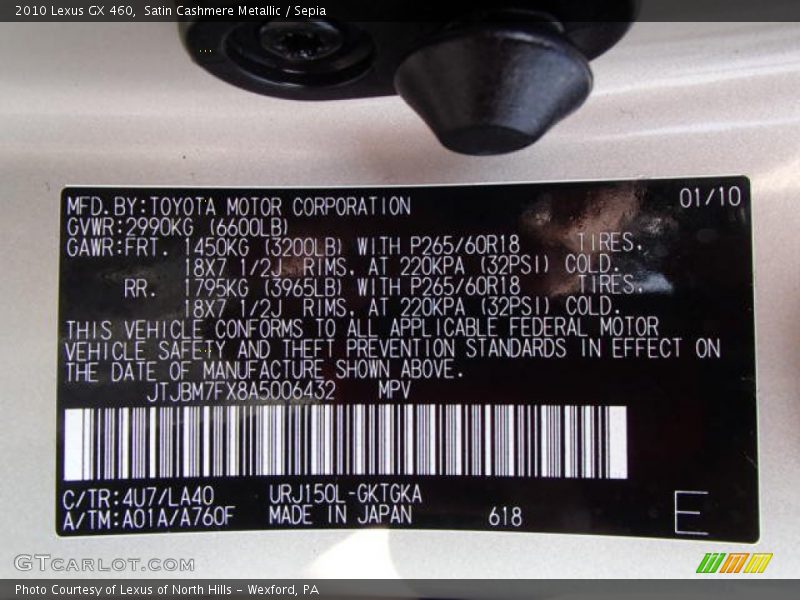 2010 Lexus GX 460, Satin Cashmere Metallic / Sepia
MFD.BY:TOYOTA MOTOR CORPORATION 01/10
GVWR:2990KG (6600LB)
GAWR:FRT. 1450KG (3200LB) WITH P265/60R18 TIRES.
18X7 1/2J RIMS. AT 220KPA (32PSI) COLD.
RR. 1795KG (3965LB) WITH P265/60R18 TIRES.
18X7 1/2J RIMS. AT 220KPA (32PSI) COLD.
THIS VEHICLE CONFORMS TO ALL APPLICABLE FEDERAL MOTOR
VEHICLE SAFETY AND THEFT PREVENTION STANDARDS IN EFFECT ON
THE DATE OF MANUFACTURE SHOWN ABOVE.
JTJBM7FX8A5006432 MPV
C/TR:4U7/LA40 URJ150L-GKTGKA
A/TM:A01A/A760F MADE IN JAPAN 618 E
GTCarLot.com
Photo Courtesy of Lexus of North Hills - Wexford, PA